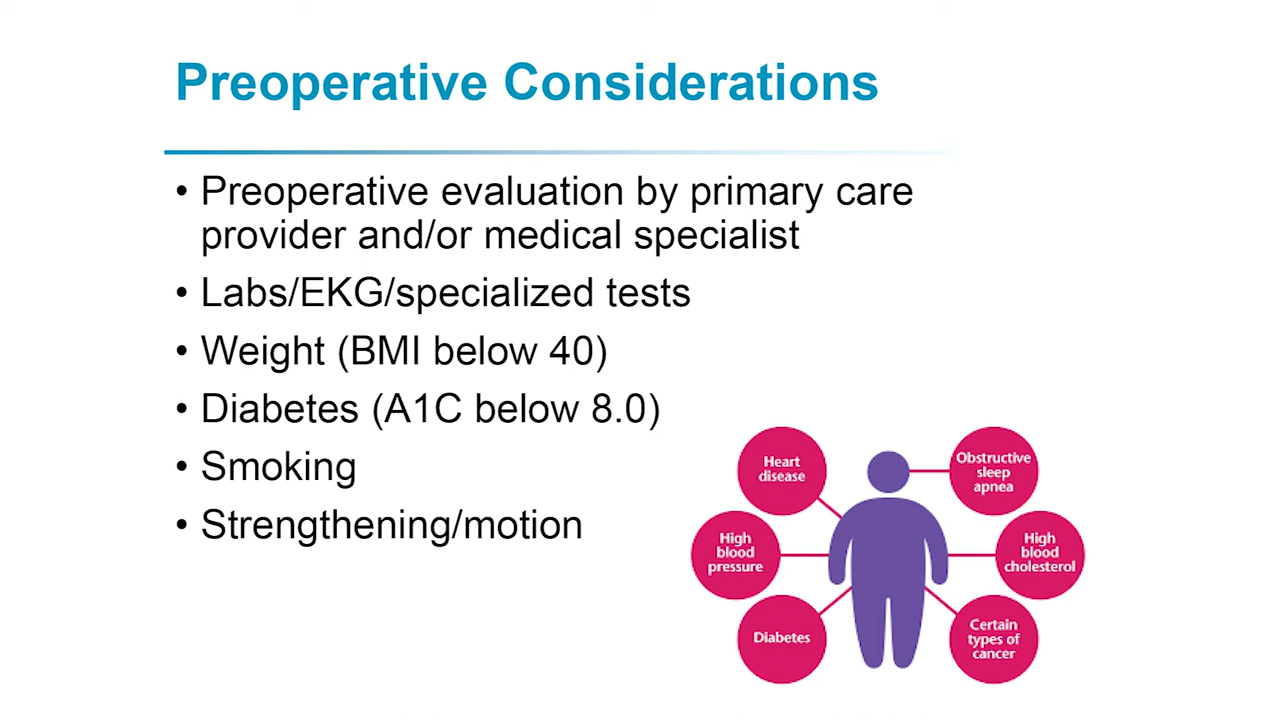 Preoperative Considerations
• Preoperative evaluation by primary care
provider and/or medical specialist
• Labs/EKG/specialized tests
• Weight (BMI below 40)
• Diabetes (A1C below 8.0)
• Smoking
• Strengthening/motion
Heart
disease
Obstructive
sleep
apnea
High
blood
pressure
High
blood
cholesterol
Diabetes
Certain
types of
cancer